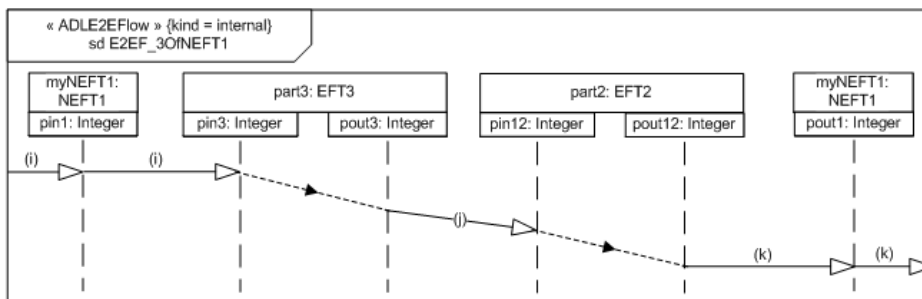 « ADLE2EFlow » {kind = internal}
sd E2EF_3OfNEFT1
myNEFT1:
NEFT1
pin1: Integer
part3: EFT3
pin3: Integer
pout3: Integer
part2: EFT2
pin12: Integer
pout12: Integer
myNEFT1:
NEFT1
pout1: Integer
(i)
(i)
(j)
(k)
(k)